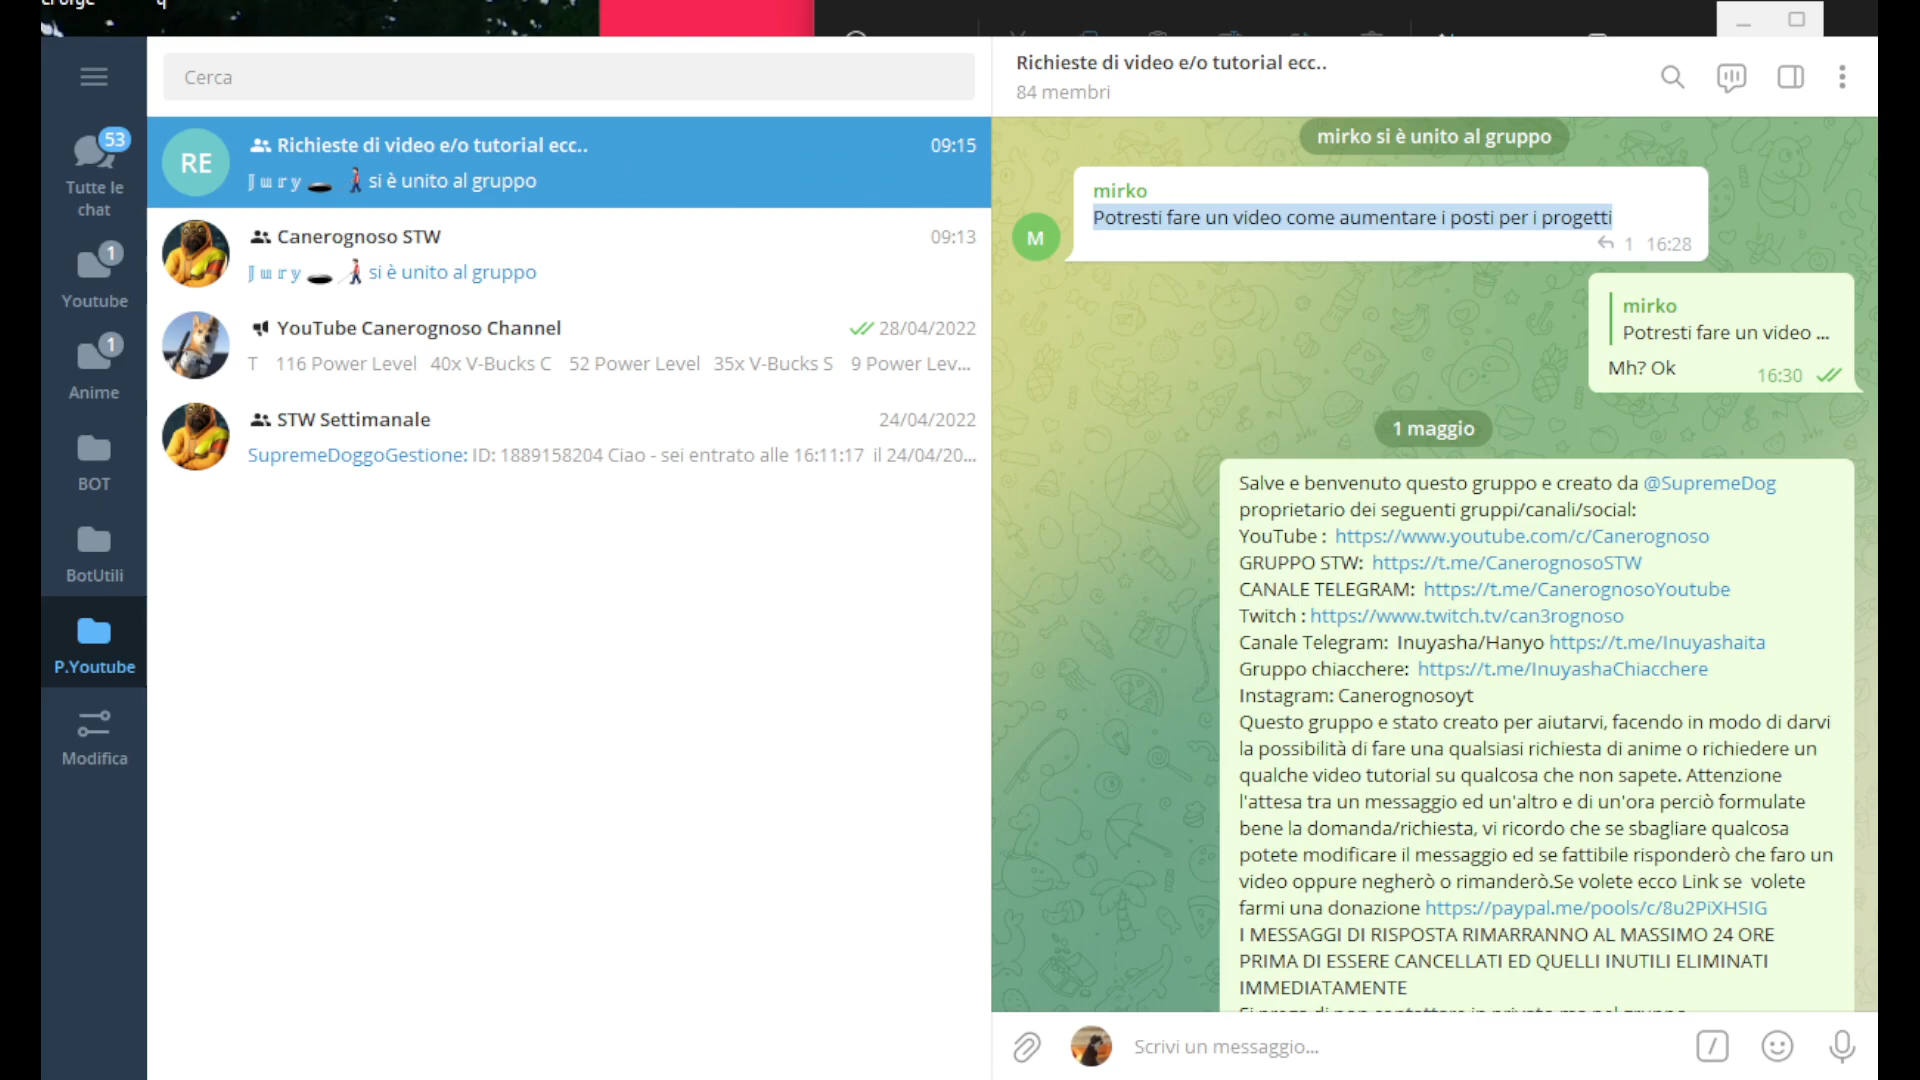 Cerca
53
Tutte le
chat
1
Youtube
1
Anime
BOT
BotUtili
P.Youtube
Modifica
RE
Richieste di video e/o tutorial ecc..
09:15
𝕁𝕦𝕣𝕪 🕳️ 🚶 si è unito al gruppo
Canerognoso STW
09:13
𝕁𝕦𝕣𝕪 🕳️ 👨‍🦯 si è unito al gruppo
YouTube Canerognoso Channel
28/04/2022
T 116 Power Level 40x V-Bucks C 52 Power Level 35x V-Bucks S 9 Power Lev...
STW Settimanale
24/04/2022
SupremeDoggoGestione: ID: 1889158204 Ciao - sei entrato alle 16:11:17 il 24/04/20...
Richieste di video e/o tutorial ecc..
84 membri
mirko si è unito al gruppo
M
mirko
Potresti fare un video come aumentare i posti per i progetti
1 16:28
mirko
Potresti fare un video ...
Mh? Ok
16:30
1 maggio
Salve e benvenuto questo gruppo e creato da @SupremeDog
proprietario dei seguenti gruppi/canali/social:
YouTube : https://www.youtube.com/c/Canerognoso
GRUPPO STW: https://t.me/CanerognosoSTW
CANALE TELEGRAM: https://t.me/CanerognosoYoutube
Twitch : https://www.twitch.tv/can3rognoso
Canale Telegram: Inuyasha/Hanyo https://t.me/Inuyashaita
Gruppo chiacchere: https://t.me/InuyashaChiacchere
Instagram: Canerognosoyt
Questo gruppo e stato creato per aiutarvi, facendo in modo di darvi
la possibilità di fare una qualsiasi richiesta di anime o richiedere un
qualche video tutorial su qualcosa che non sapete. Attenzione
l'attesa tra un messaggio ed un'altro e di un'ora perciò formulate
bene la domanda/richiesta, vi ricordo che se sbagliare qualcosa
potete modificare il messaggio ed se fattibile risponderò che faro un
video oppure negherò o rimanderò.Se volete ecco Link se volete
farmi una donazione https://paypal.me/pools/c/8u2PiXHSIG
I MESSAGGI DI RISPOSTA RIMARRANNO AL MASSIMO 24 ORE
PRIMA DI ESSERE CANCELLATI ED QUELLI INUTILI ELIMINATI
IMMEDIATAMENTE
Scrivi un messaggio...